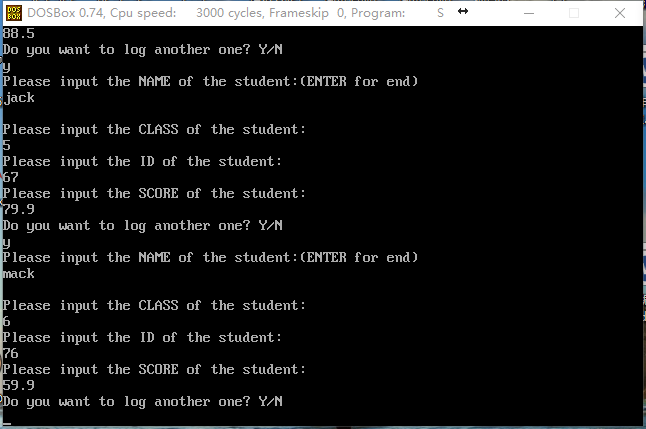 DOS
BOX
DOSBox 0.74, Cpu speed: 3000 cycles, Frameskip 0, Program: S
88.5
Do you want to log another one? Y/N
y
Please input the NAME of the student:(ENTER for end)
jack
Please input the CLASS of the student:
5
Please input the ID of the student:
67
Please input the SCORE of the student:
79.9
Do you want to log another one? Y/N
y
Please input the NAME of the student:(ENTER for end)
mack
Please input the CLASS of the student:
6
Please input the ID of the student:
76
Please input the SCORE of the student:
59.9
Do you want to log another one? Y/N
_